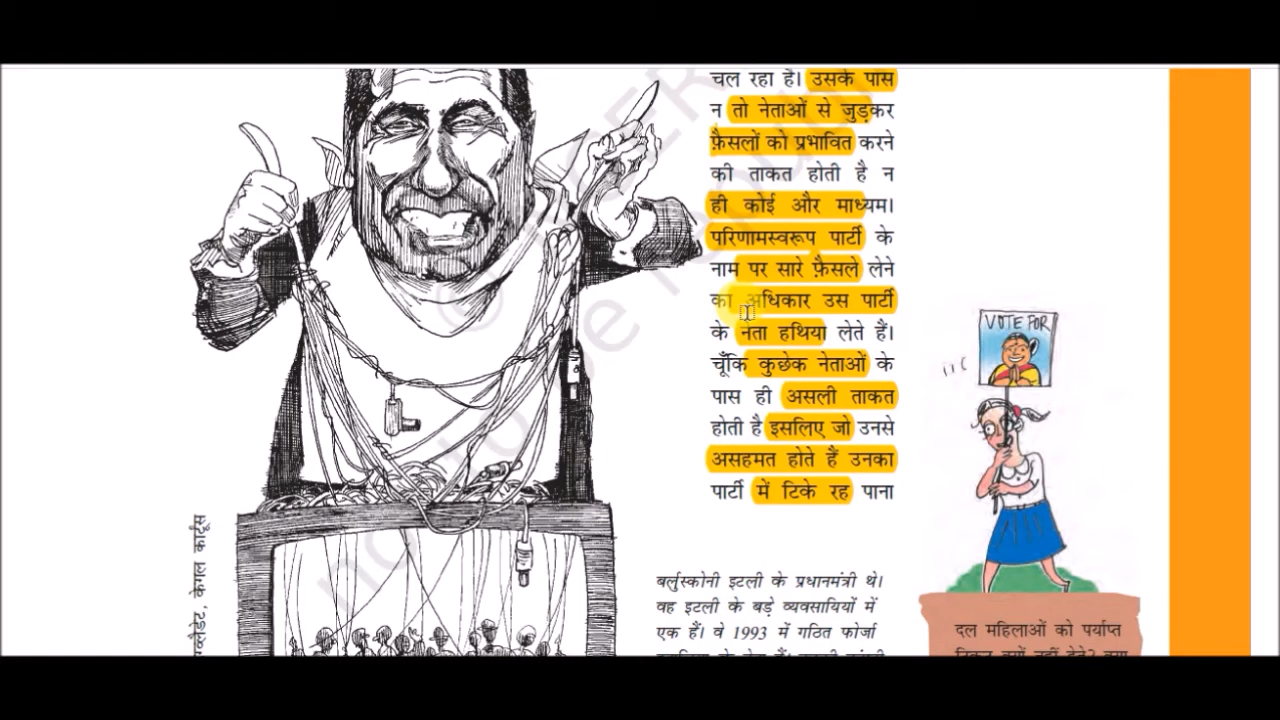 चल रहा है। उसके पास
न तो नेताओं से जुड़कर
फ़ैसलों को प्रभावित करने
की ताकत होती है न
ही कोई और माध्यम।
परिणामस्वरूप पार्टी के
नाम पर सारे फ़ैसले लेने
का अधिकार उस पार्टी
के नेता हथिया लेते हैं।
चूँकि कुछेक नेताओं के
पास ही असली ताकत
होती है इसलिए जो उनसे
असहमत होते हैं उनका
पार्टी में टिके रह पाना
VOTE FOR
केगल कार्टूंस
बर्लुस्कोनी इटली के प्रधानमंत्री थे।
वह इटली के बड़े व्यवसायियों में
एक हैं। वे 1993 में गठित फोर्जा
दल महिलाओं को पर्याप्त
टिकट क्यों नहीं देते? क्या